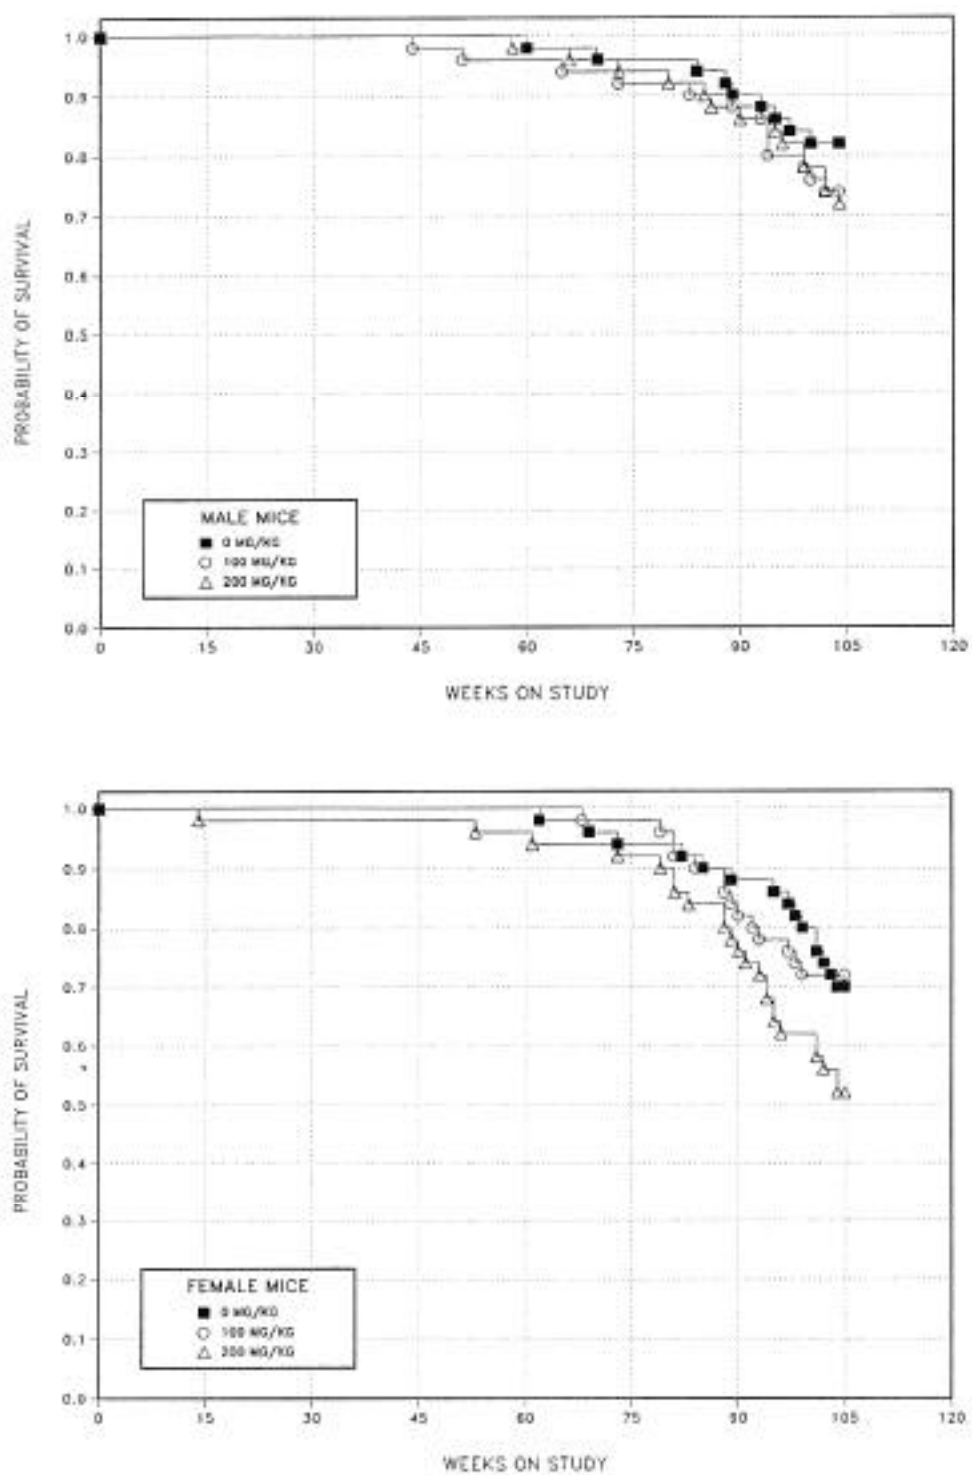 1.0
0.9
0.8
0.7
0.6
0.5
0.4
0.3
0.2
0.1
0.0
PROBABILITY OF SURVIVAL
MALE MICE
0 MG/KG
100 MG/KG
200 MG/KG
0 15 30 45 60 75 90 105 120
WEEKS ON STUDY
1.0
0.9
0.8
0.7
0.6
0.5
0.4
0.3
0.2
0.1
0.0
PROBABILITY OF SURVIVAL
FEMALE MICE
0 MG/KG
100 MG/KG
200 MG/KG
0 15 30 45 60 75 90 105 120
WEEKS ON STUDY